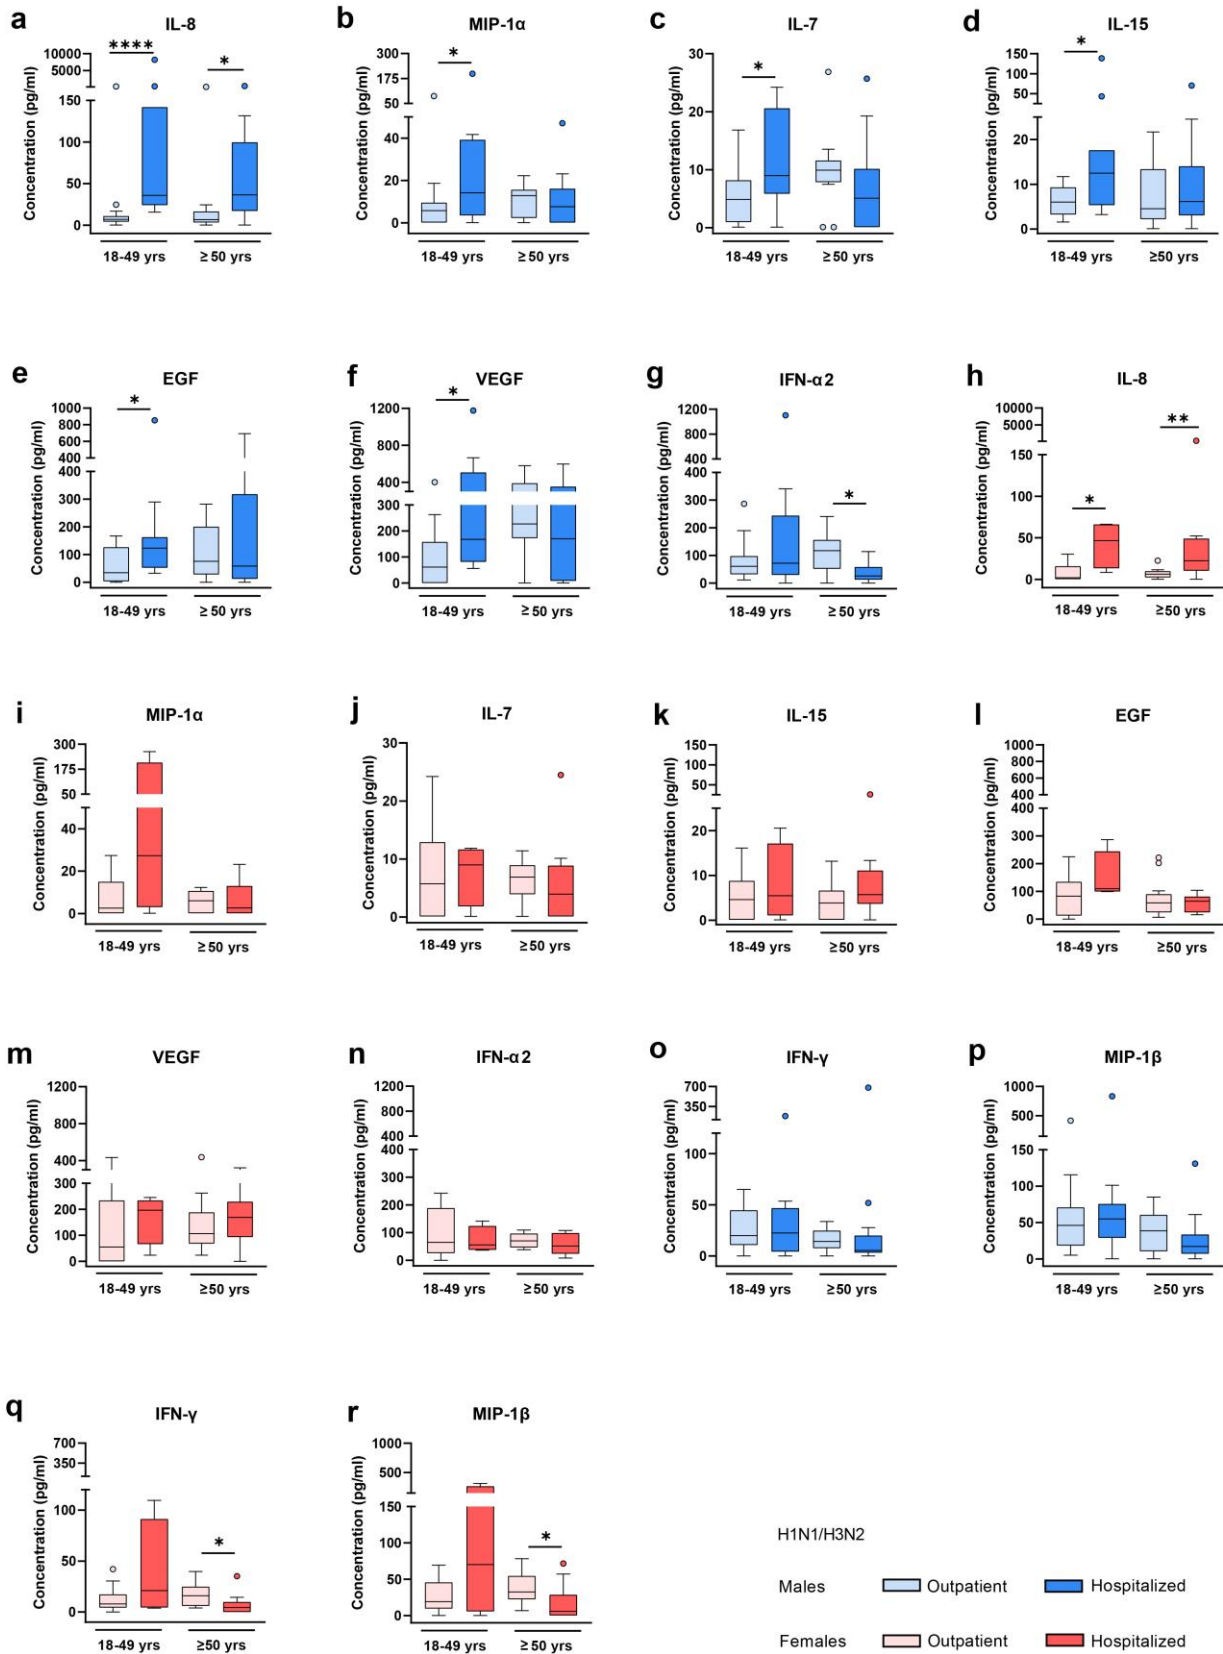 a IL-8
Concentration (pg/ml)
10000
5000
150
100
50
0
****
*
18-49 yrs ≥ 50 yrs
b MIP-1α
Concentration (pg/ml)
300
175
50
40
20
0
*
18-49 yrs ≥ 50 yrs
c IL-7
Concentration (pg/ml)
30
20
10
0
*
18-49 yrs ≥ 50 yrs
d IL-15
Concentration (pg/ml)
150
100
50
20
10
0
*
18-49 yrs ≥50 yrs
e EGF
Concentration (pg/ml)
1000
800
600
400
400
300
200
100
0
*
18-49 yrs ≥ 50 yrs
f VEGF
Concentration (pg/ml)
1200
400
300
200
100
0
*
18-49 yrs ≥ 50 yrs
g IFN-α2
Concentration (pg/ml)
1200
800
400
400
300
200
100
0
*
18-49 yrs ≥ 50 yrs
h IL-8
Concentration (pg/ml)
10000
5000
150
100
50
0
*
**
18-49 yrs ≥50 yrs
i MIP-1α
Concentration (pg/ml)
300
175
50
40
20
0
18-49 yrs ≥ 50 yrs
j IL-7
Concentration (pg/ml)
30
20
10
0
18-49 yrs ≥50 yrs
k IL-15
Concentration (pg/ml)
150
100
50
20
10
0
18-49 yrs ≥50 yrs
l EGF
Concentration (pg/ml)
1000
800
600
400
400
300
200
100
0
18-49 yrs ≥50 yrs
m VEGF
Concentration (pg/ml)
1200
400
300
200
100
0
18-49 yrs ≥50 yrs
n IFN-α2
Concentration (pg/ml)
1200
800
400
400
300
200
100
0
18-49 yrs ≥50 yrs
o IFN-γ
Concentration (pg/ml)
700
350
100
50
0
18-49 yrs ≥50 yrs
p MIP-1β
Concentration (pg/ml)
1000
500
150
100
50
0
18-49 yrs ≥50 yrs
q IFN-γ
Concentration (pg/ml)
700
350
100
50
0
*
18-49 yrs ≥50 yrs
r MIP-1β
Concentration (pg/ml)
1000
500
150
100
50
0
*
18-49 yrs ≥50 yrs
H1N1/H3N2
Males Outpatient Hospitalized
Females Outpatient Hospitalized